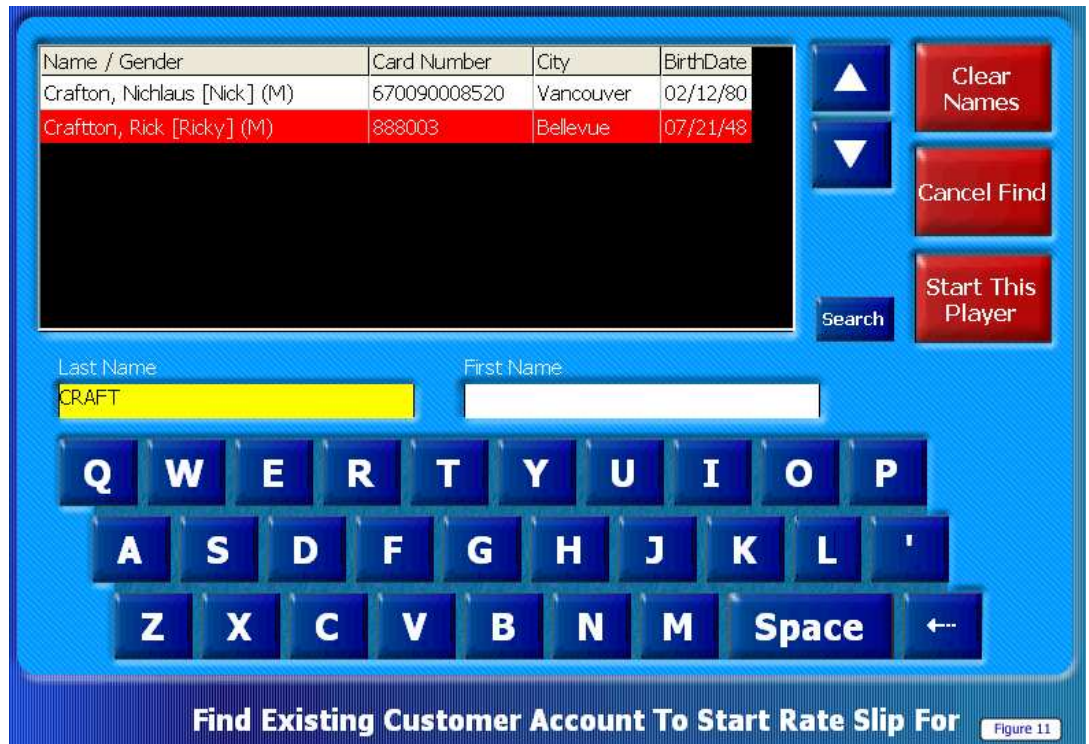 Name / Gender Card Number City BirthDate
Crafton, Nichlaus [Nick] (M) 670090008520 Vancouver 02/12/80
Craftton, Rick [Ricky] (M) 888003 Bellevue 07/21/48
Clear
Names
Cancel Find
Start This
Player
Search
Last Name First Name
CRAFT
Q W E R T Y U I O P
A S D F G H J K L '
Z X C V B N M Space ←
Find Existing Customer Account To Start Rate Slip For
Figure 11